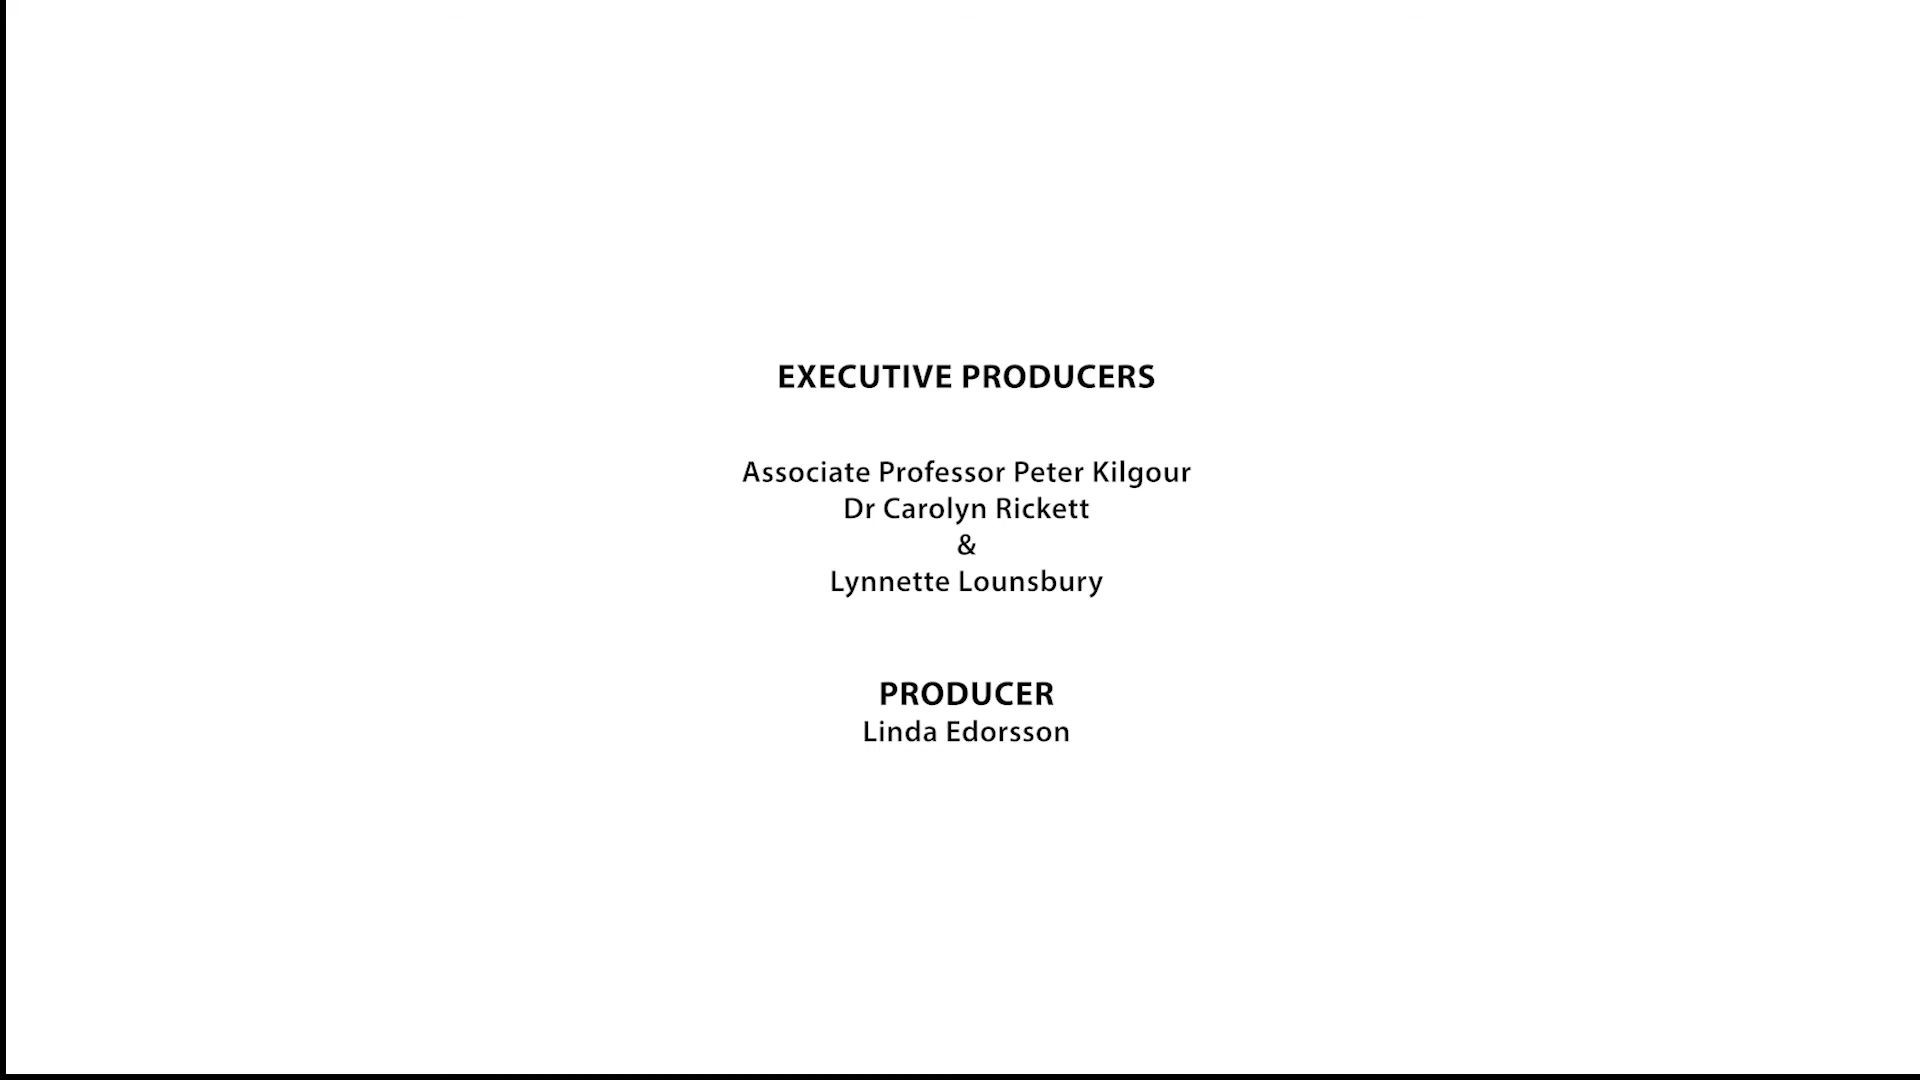 EXECUTIVE PRODUCERS
Associate Professor Peter Kilgour
Dr Carolyn Rickett
&
Lynnette Lounsbury
PRODUCER
Linda Edorsson